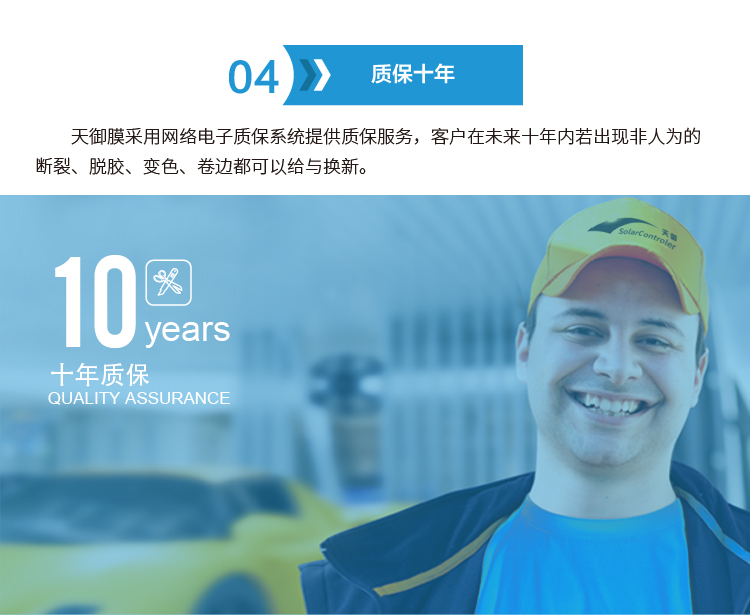 04
质保十年
天御膜采用网络电子质保系统提供质保服务，客户在未来十年内若出现非人为的
断裂、脱胶、变色、卷边都可以给与换新。
天御
SolarControler
10
years
十年质保
QUALITY ASSURANCE